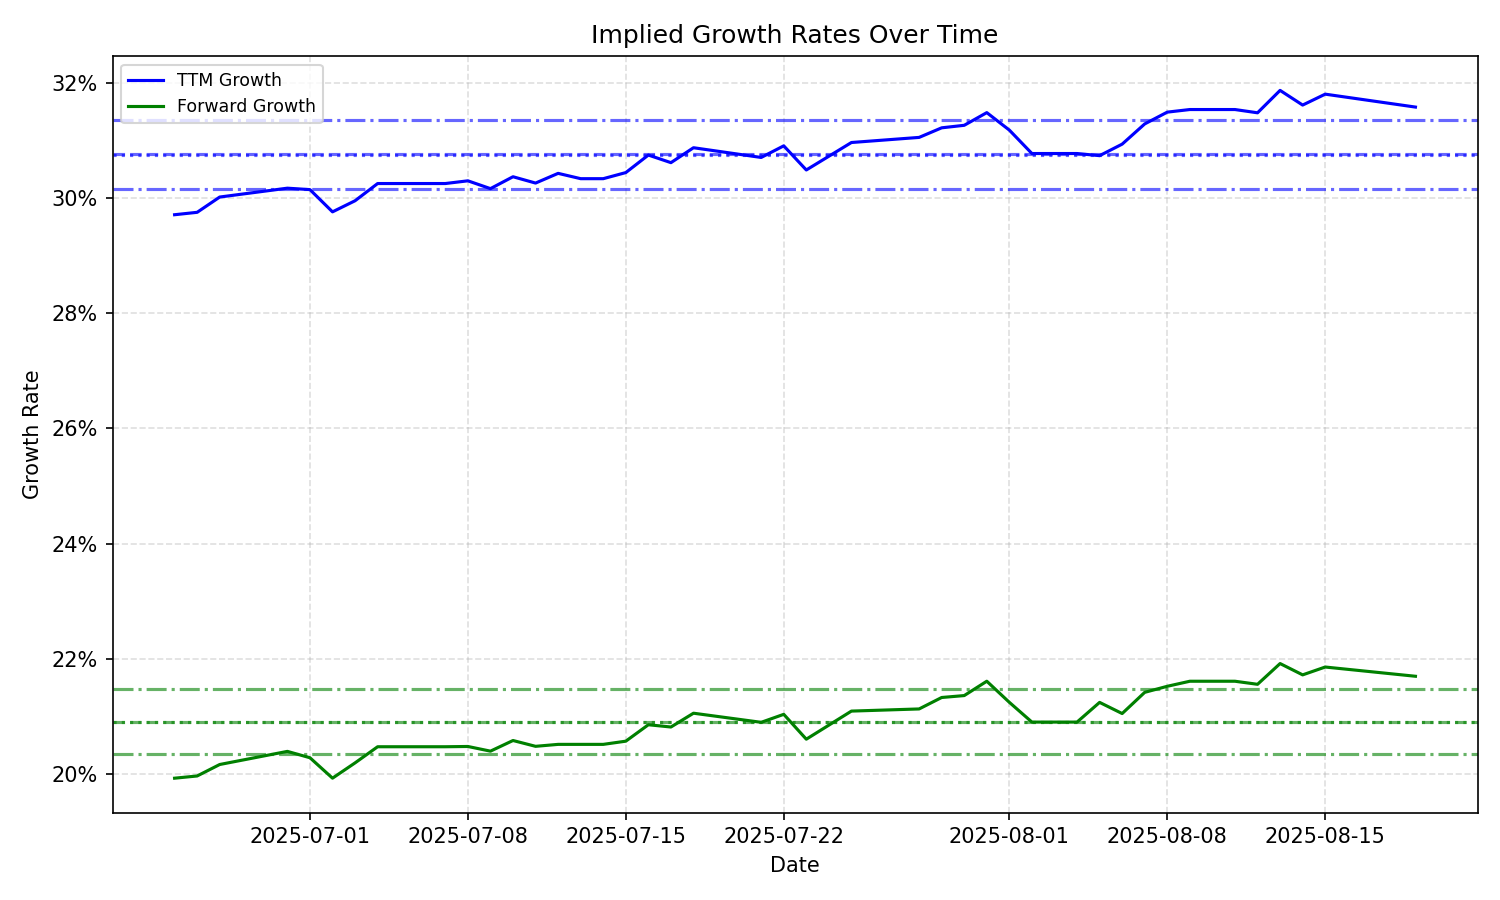 Implied Growth Rates Over Time
TTM Growth
Forward Growth
32%
30%
28%
26%
24%
22%
20%
Growth Rate
2025-07-01 2025-07-08 2025-07-15 2025-07-22 2025-08-01 2025-08-08 2025-08-15
Date